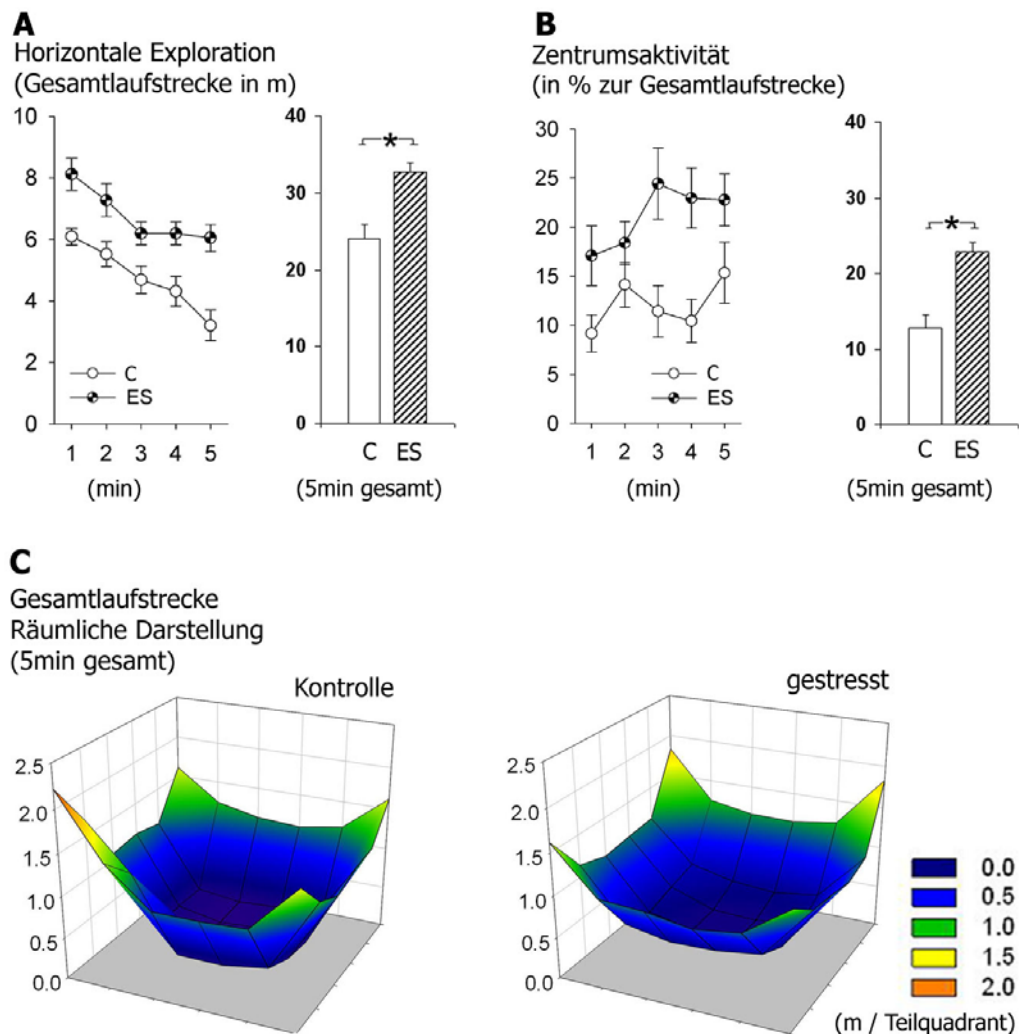 A
Horizontale Exploration
(Gesamtlaufstrecke in m)
10
8
6
4
2
0
C
ES
1 2 3 4 5
(min)
40
30
20
10
0
*
C ES
(5min gesamt)
B
Zentrumsaktivität
(in % zur Gesamtlaufstrecke)
30
25
20
15
10
5
0
C
ES
1 2 3 4 5
(min)
40
30
20
10
0
*
C ES
(5min gesamt)
C
Gesamtlaufstrecke
Räumliche Darstellung
(5min gesamt)
Kontrolle
2.5
2.0
1.5
1.0
0.5
0.0
gestresst
2.5
2.0
1.5
1.0
0.5
0.0
0.0
0.5
1.0
1.5
2.0
(m / Teilquadrant)